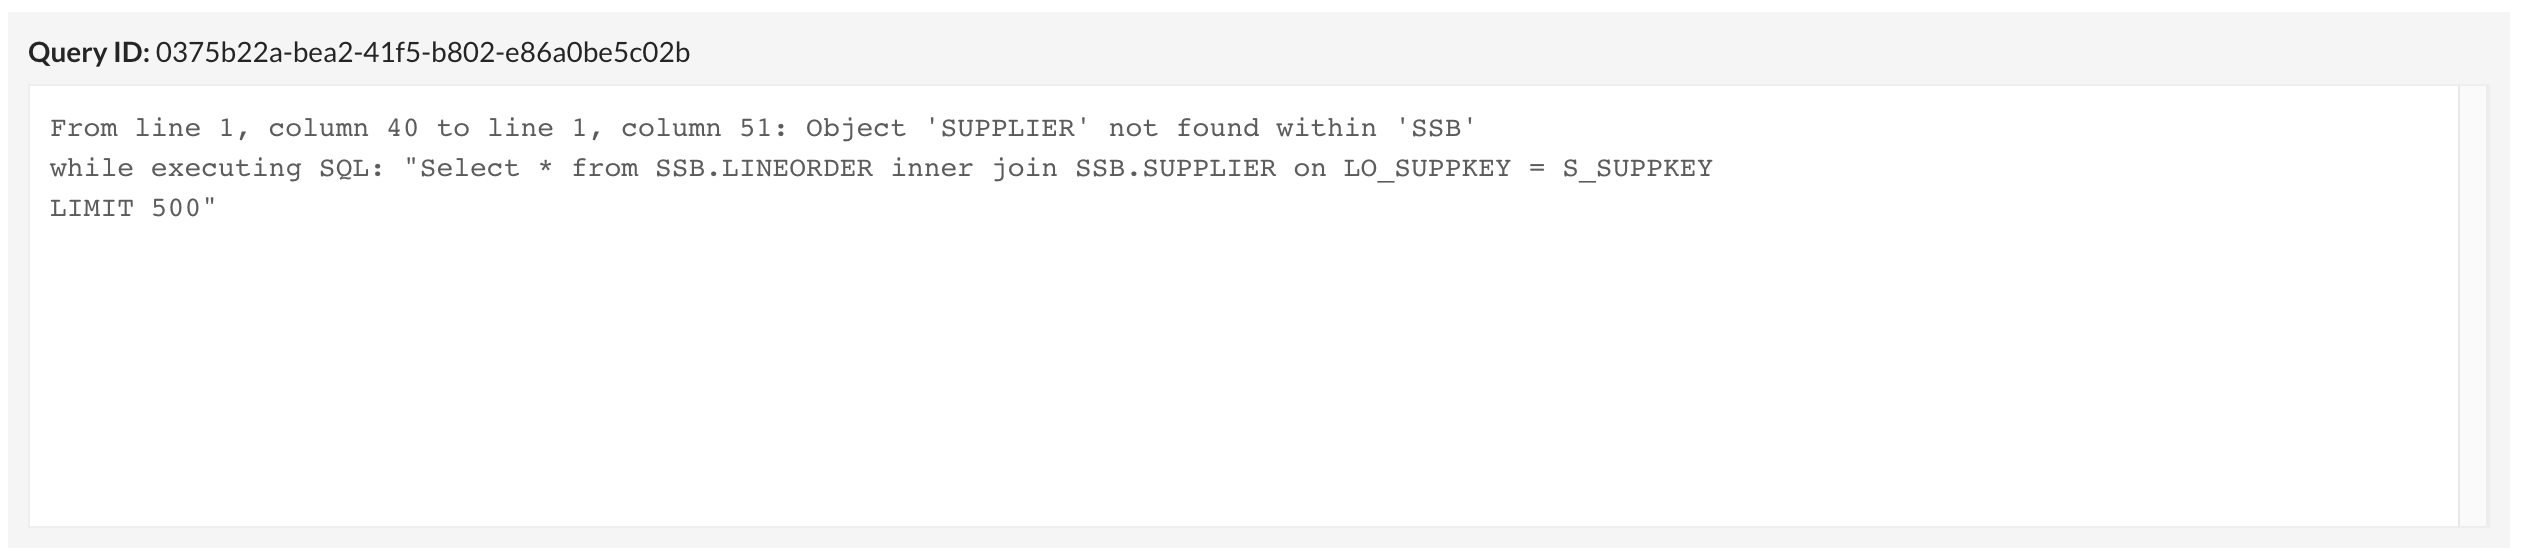 Query ID: 0375b22a-bea2-41f5-b802-e86a0be5c02b
From line 1, column 40 to line 1, column 51: Object 'SUPPLIER' not found within 'SSB'
while executing SQL: "Select * from SSB.LINEORDER inner join SSB.SUPPLIER on LO_SUPPKEY = S_SUPPKEY
LIMIT 500"